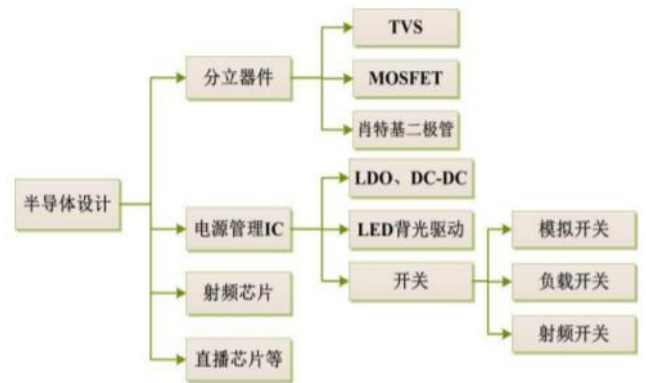 半导体设计
分立器件
TVS
MOSFET
肖特基二极管
电源管理IC
LDO、DC-DC
LED背光驱动
开关
模拟开关
负载开关
射频开关
射频芯片
直播芯片等